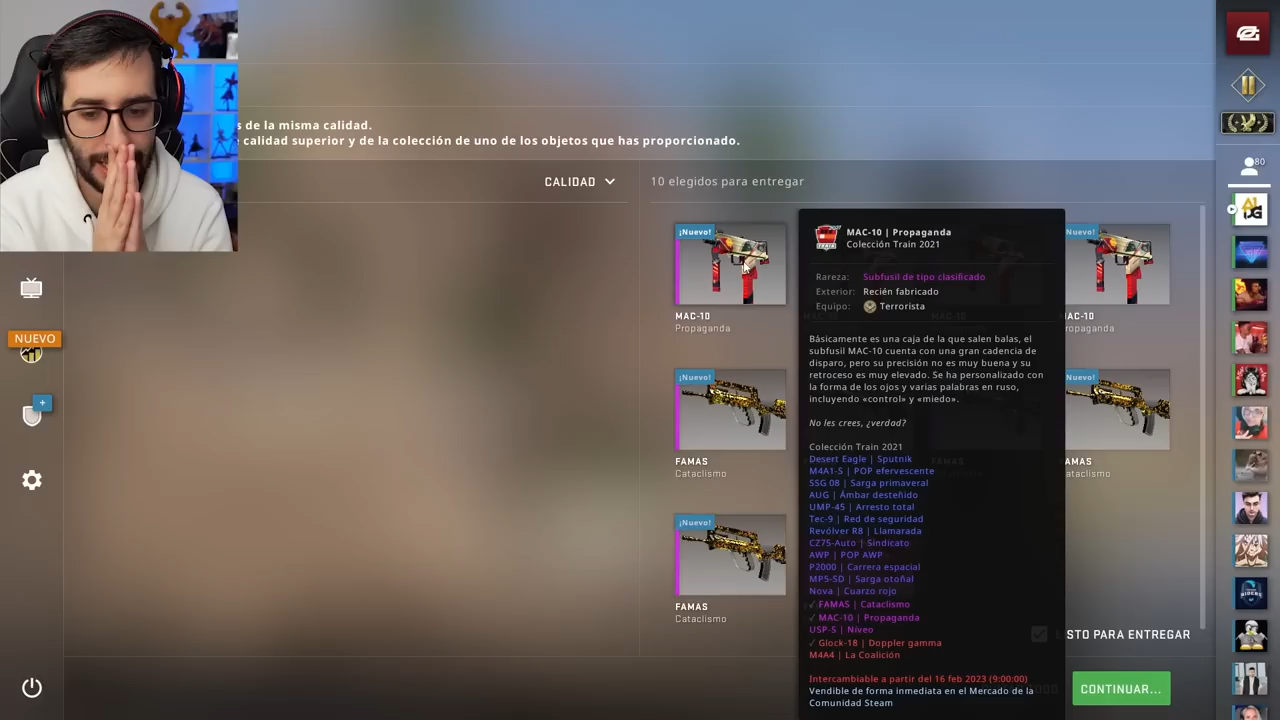 s de la misma calidad.
calidad superior y de la colección de uno de los objetos que has proporcionado.
CALIDAD
10 elegidos para entregar
80
NUEVO
+
¡Nuevo!
MAC-10
Propaganda
¡Nuevo!
FAMAS
Cataclismo
¡Nuevo!
FAMAS
Cataclismo
MAC-10 | Propaganda
Colección Train 2021
Rareza: Subfusil de tipo clasificado
Exterior: Recién fabricado
Equipo: Terrorista
Básicamente es una caja de la que salen balas, el
subfusil MAC-10 cuenta con una gran cadencia de
disparo, pero su precisión no es muy buena y su
retroceso es muy elevado. Se ha personalizado con
la forma de los ojos y varias palabras en ruso,
incluyendo «control» y «miedo».
No les crees, ¿verdad?
Colección Train 2021
Desert Eagle | Sputnik
M4A1-S | POP efervescente
SSG 08 | Sarga primaveral
AUG | Ámbar desteñido
UMP-45 | Arresto total
Tec-9 | Red de seguridad
Revólver R8 | Llamarada
CZ75-Auto | Sindicato
AWP | POP AWP
P2000 | Carrera espacial
MP5-SD | Sarga otoñal
Nova | Cuarzo rojo
✓ FAMAS | Cataclismo
✓ MAC-10 | Propaganda
USP-S | Níveo
✓ Glock-18 | Doppler gamma
M4A4 | La Coalición
Intercambiable a partir del 16 feb 2023 (9:00:00)
Vendible de forma inmediata en el Mercado de la
Comunidad Steam
¡Nuevo!
MAC-10
ropaganda
¡Nuevo!
FAMAS
ataclismo
ISTO PARA ENTREGAR
CONTINUAR...